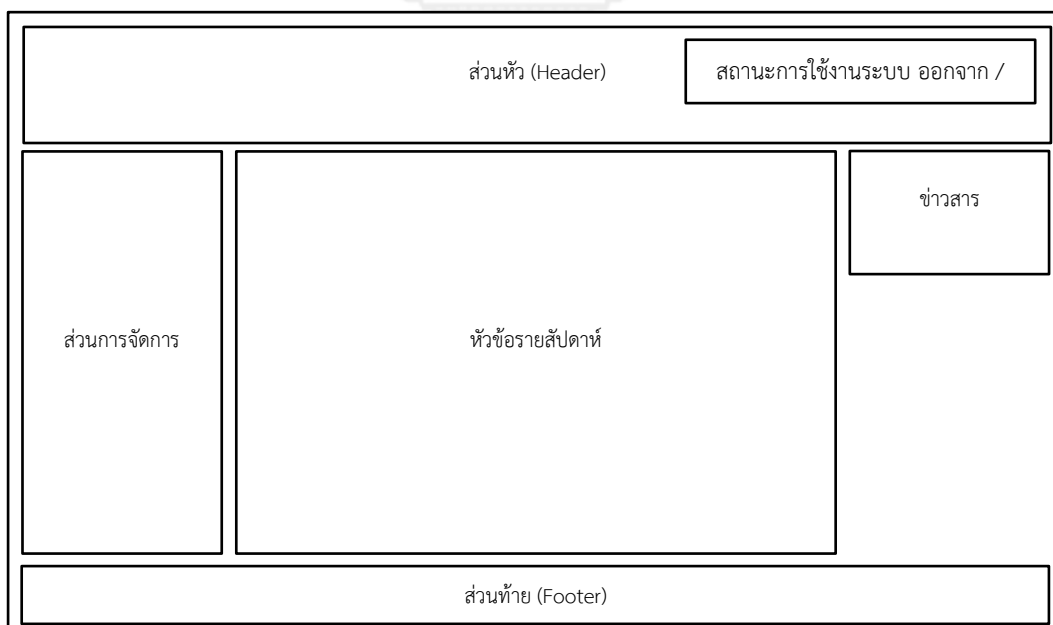 ส่วนหัว (Header)
สถานะการใช้งานระบบ ออกจาก /
ข่าวสาร
ส่วนการจัดการ
หัวข้อรายสัปดาห์
ส่วนท้าย (Footer)